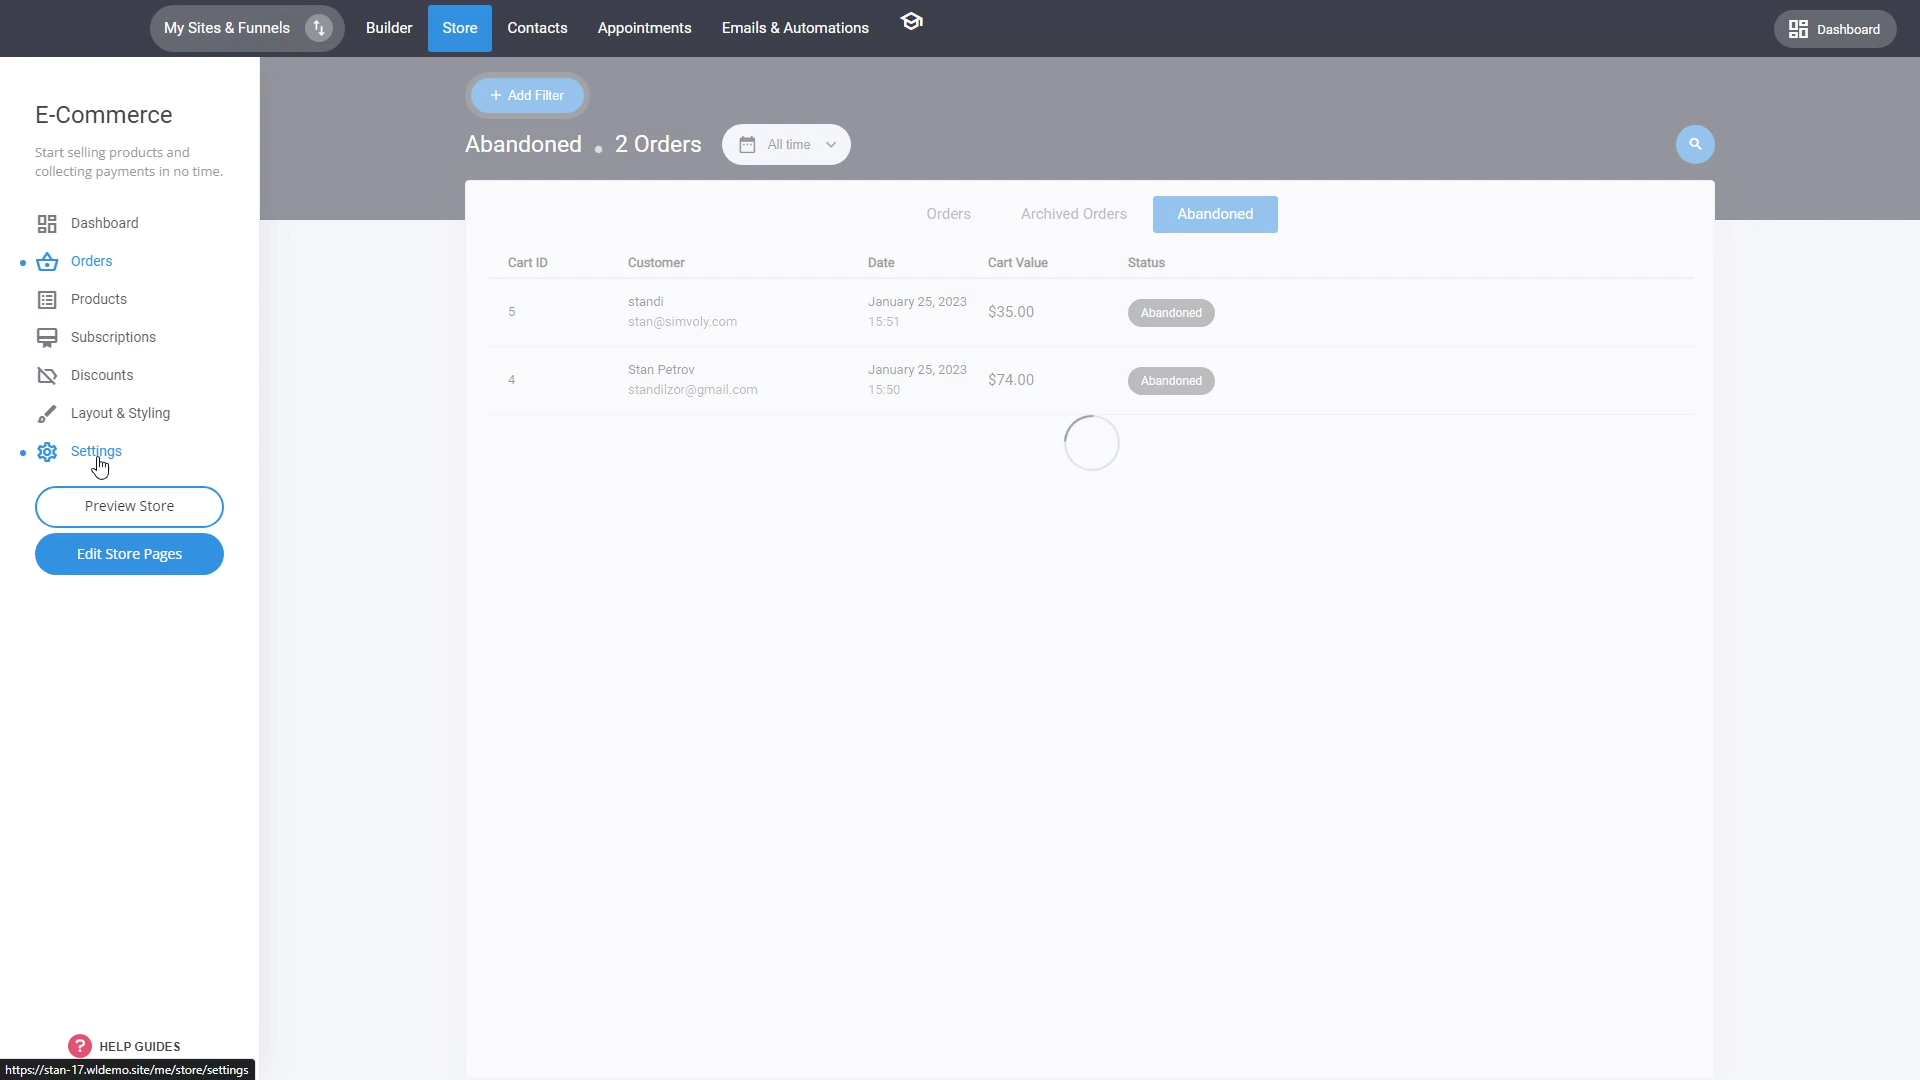 My Sites & Funnels
Builder
Store
Contacts
Appointments
Emails & Automations
Dashboard
E-Commerce
Start selling products and
collecting payments in no time.
Dashboard
Orders
Products
Subscriptions
Discounts
Layout & Styling
Settings
Preview Store
Edit Store Pages
? HELP GUIDES
https://stan-17.wldemo.site/me/store/settings
+ Add Filter
Abandoned • 2 Orders
All time
Orders
Archived Orders
Abandoned
Cart ID Customer Date Cart Value Status
5 standi January 25, 2023 $35.00 Abandoned
stan@simvoly.com 15:51
4 Stan Petrov January 25, 2023 $74.00 Abandoned
standilzor@gmail.com 15:50